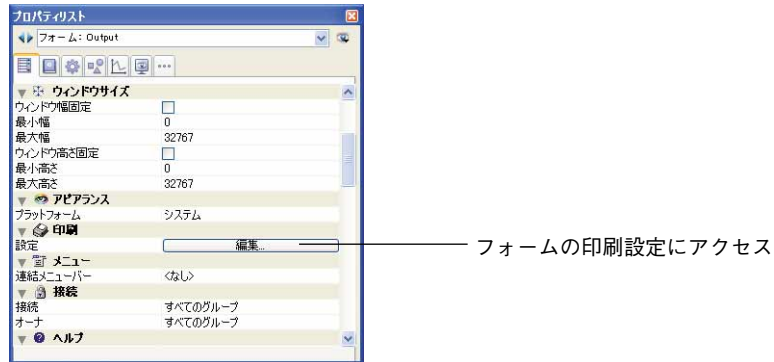 プロパティリスト
フォーム: Output
ウィンドウサイズ
ウィンドウ幅固定
最小幅 0
最大幅 32767
ウィンドウ高さ固定
最小高さ 0
最大高さ 32767
アピアランス
プラットフォーム システム
印刷
設定 編集...
フォームの印刷設定にアクセス
メニュー
連結メニューバー <なし>
接続
接続 すべてのグループ
オーナ すべてのグループ
ヘルプ